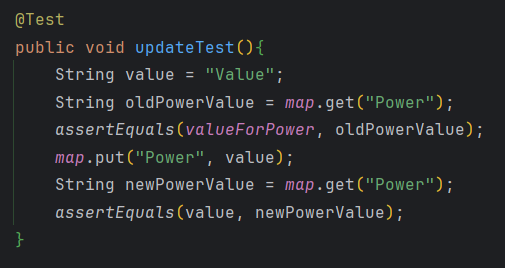 @Test
public void updateTest(){
    String value = "Value";
    String oldPowerValue = map.get("Power");
    assertEquals(valueForPower, oldPowerValue);
    map.put("Power", value);
    String newPowerValue = map.get("Power");
    assertEquals(value, newPowerValue);
}